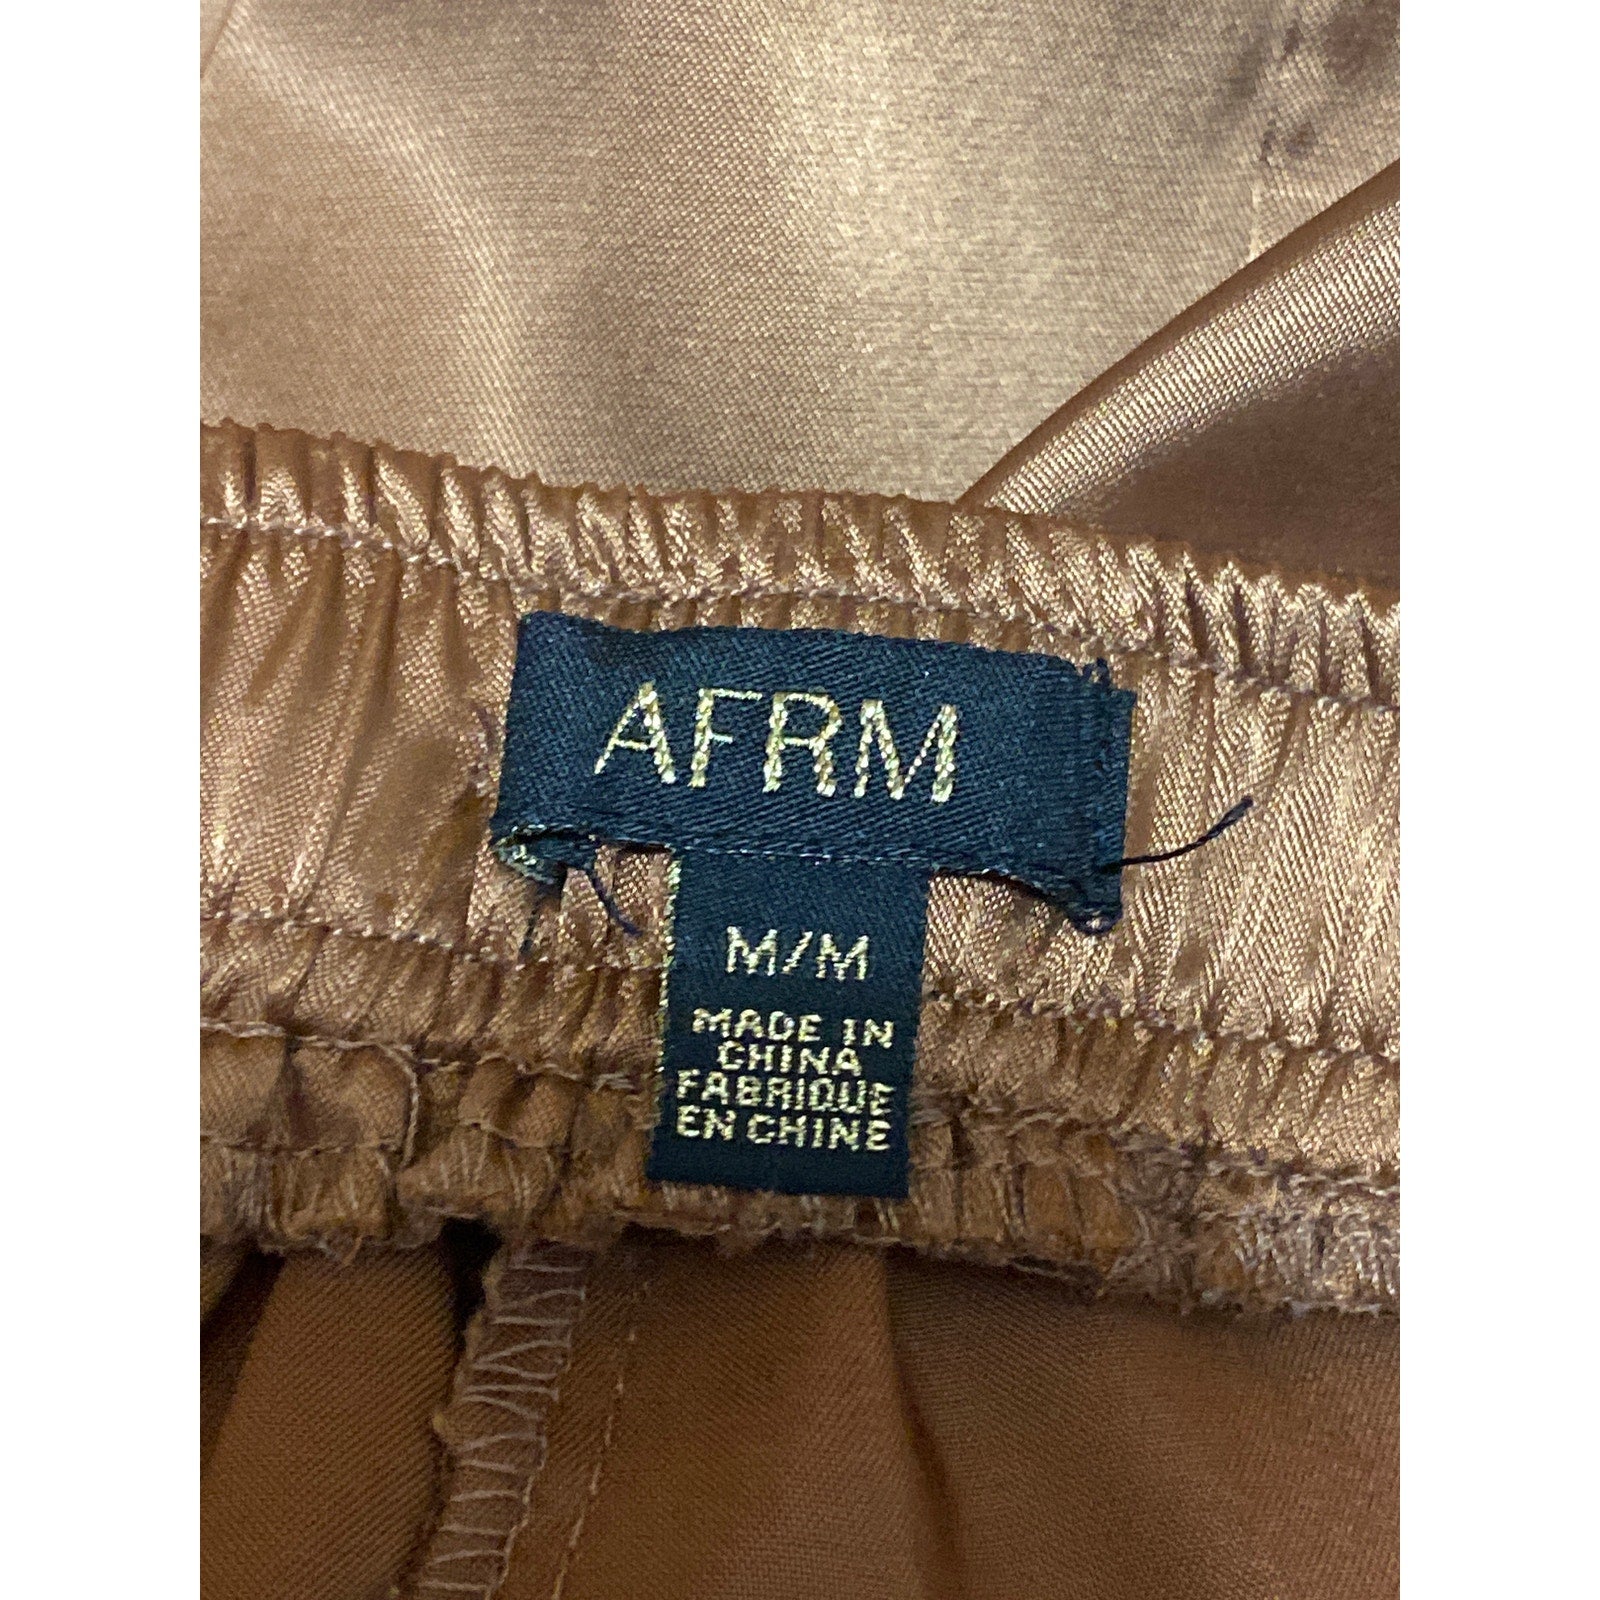 AFRM
M/M
MADE IN
CHINA
FABRIQUE
EN CHINE